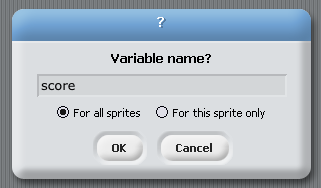 ?
Variable name?
score
For all sprites For this sprite only
OK Cancel